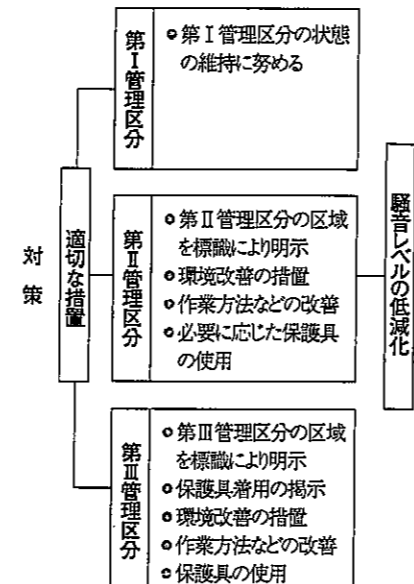 対策
適切な措置
第Ⅰ管理区分
●第Ⅰ管理区分の状態
の維持に努める
第Ⅱ管理区分
●第Ⅱ管理区分の区域
を標識により明示
●環境改善の措置
●作業方法などの改善
●必要に応じた保護具
の使用
第Ⅲ管理区分
●第Ⅲ管理区分の区域
を標識により明示
●保護具着用の掲示
●環境改善の措置
●作業方法などの改善
●保護具の使用
騒音レベルの低減化